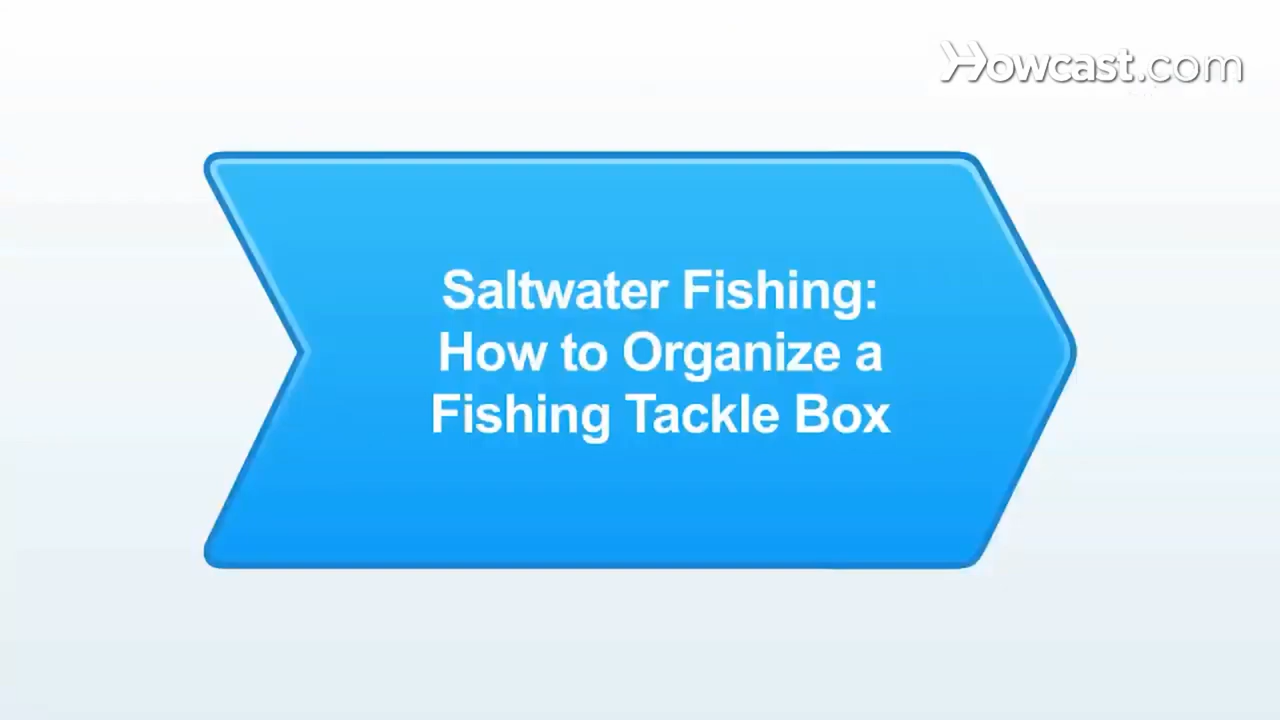 Howcast.com
Saltwater Fishing:
How to Organize a
Fishing Tackle Box